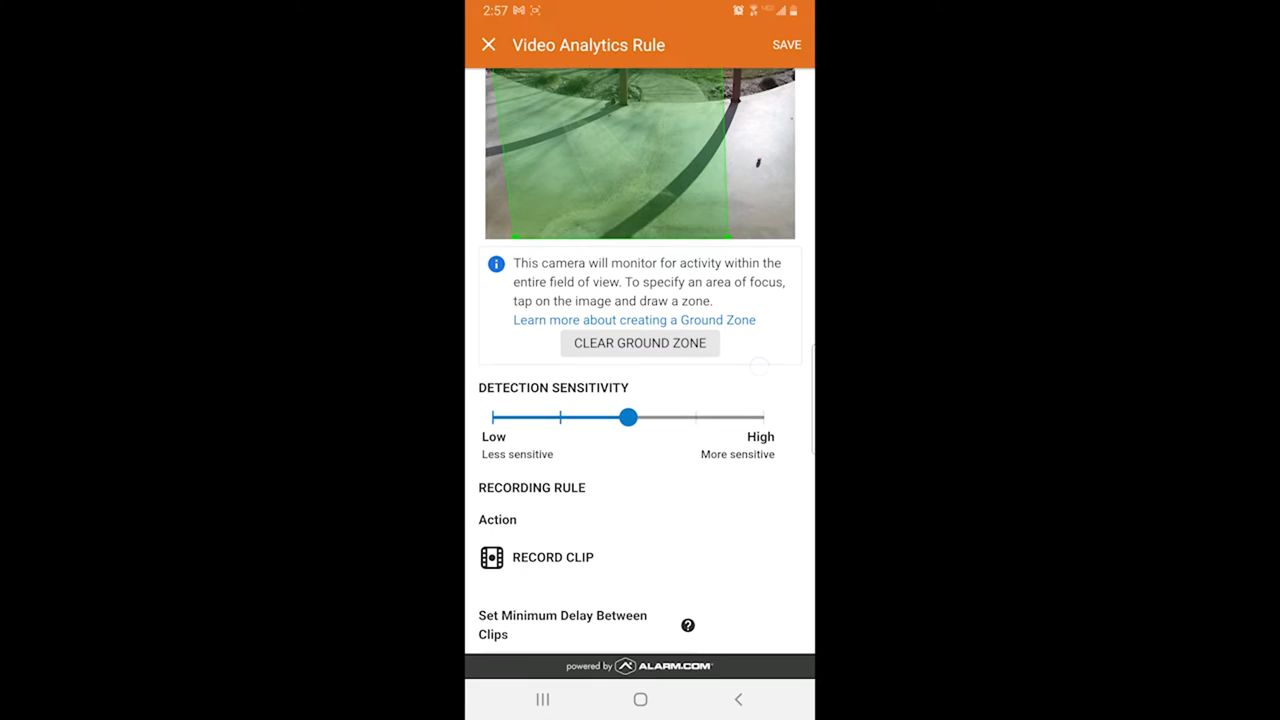 2:57
Video Analytics Rule
SAVE
This camera will monitor for activity within the
entire field of view. To specify an area of focus,
tap on the image and draw a zone.
Learn more about creating a Ground Zone
CLEAR GROUND ZONE
DETECTION SENSITIVITY
Low
High
Less sensitive
More sensitive
RECORDING RULE
Action
RECORD CLIP
Set Minimum Delay Between
Clips
powered by ALARM.COM